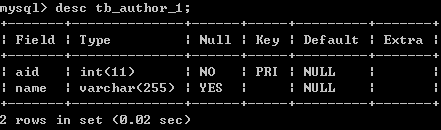 mysql> desc tb_author_1;
+-------+--------------+------+-----+---------+-------+
| Field | Type         | Null | Key | Default | Extra |
+-------+--------------+------+-----+---------+-------+
| aid   | int(11)      | NO   | PRI | NULL    |       |
| name  | varchar(255) | YES  |     | NULL    |       |
+-------+--------------+------+-----+---------+-------+
2 rows in set (0.02 sec)